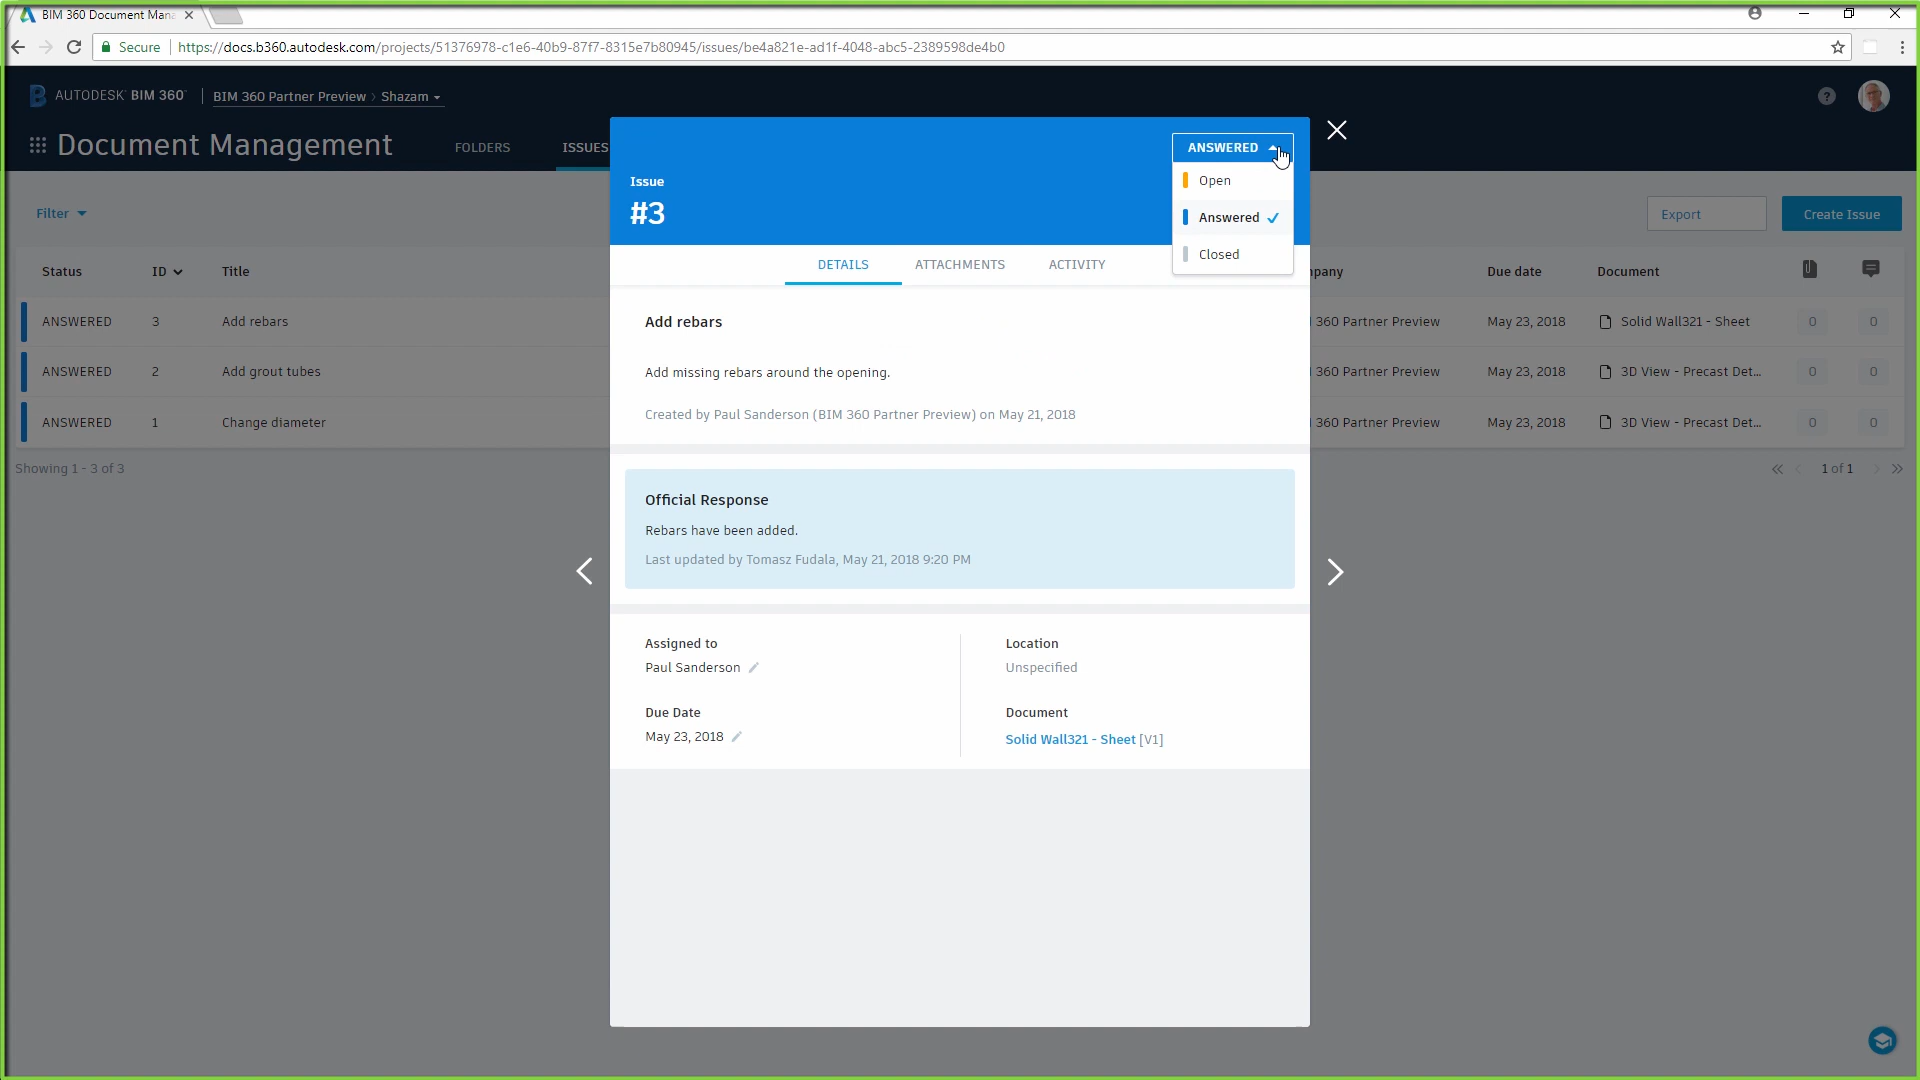 BIM 360 Document Mana
Secure https://docs.b360.autodesk.com/projects/51376978-c1e6-40b9-87f7-8315e7b80945/issues/be4a821e-ad1f-4048-abc5-2389598de4b0
AUTODESK BIM 360 BIM 360 Partner Preview > Shazam
?
Document Management FOLDERS ISSUES
ANSWERED
Open
Answered
Closed
Issue
#3
Filter
Export
Create Issue
DETAILS ATTACHMENTS ACTIVITY
Status ID Title pany Due date Document
ANSWERED 3 Add rebars 360 Partner Preview May 23, 2018 Solid Wall321 - Sheet 0 0
ANSWERED 2 Add grout tubes 360 Partner Preview May 23, 2018 3D View - Precast Det... 0 0
ANSWERED 1 Change diameter 360 Partner Preview May 23, 2018 3D View - Precast Det... 0 0
Showing 1 - 3 of 3
1 of 1
Add rebars
Add missing rebars around the opening.
Created by Paul Sanderson (BIM 360 Partner Preview) on May 21, 2018
Official Response
Rebars have been added.
Last updated by Tomasz Fudala, May 21, 2018 9:20 PM
Assigned to
Paul Sanderson
Due Date
May 23, 2018
Location
Unspecified
Document
Solid Wall321 - Sheet [V1]